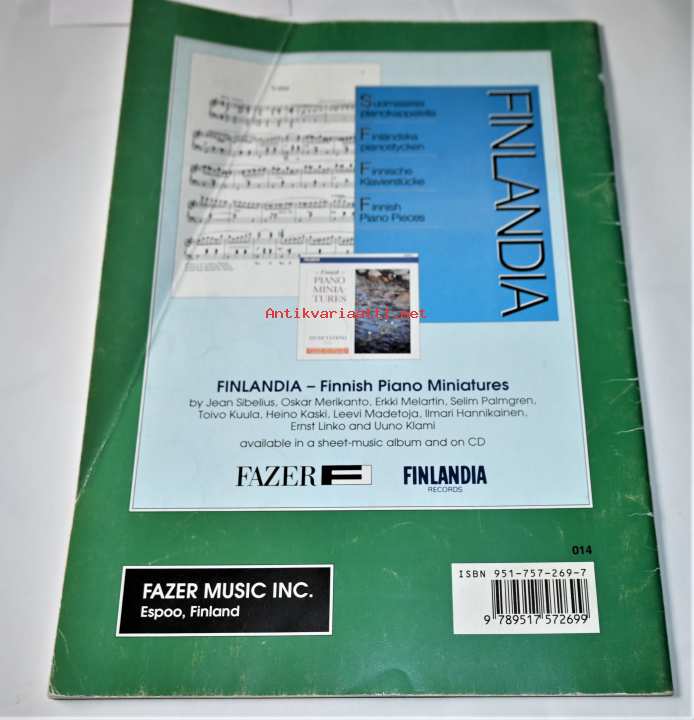 Suomalaisia
pianokappaleita
Finländska
pianostycken
Finnische
Klavierstücke
Finnish
Piano Pieces
FINLANDIA
– Finnish
PIANO
MINIA-
TURES
Antikvariaatti.net
FINLANDIA – Finnish Piano Miniatures
by Jean Sibelius, Oskar Merikanto, Erkki Melartin, Selim Palmgren,
Toivo Kuula, Heino Kaski, Leevi Madetoja, Ilmari Hannikainen,
Ernst Linko and Uuno Klami
available in a sheet-music album and on CD
FAZER F
FINLANDIA
RECORDS
014
FAZER MUSIC INC.
Espoo, Finland
ISBN 951-757-269-7
9 789517 572699